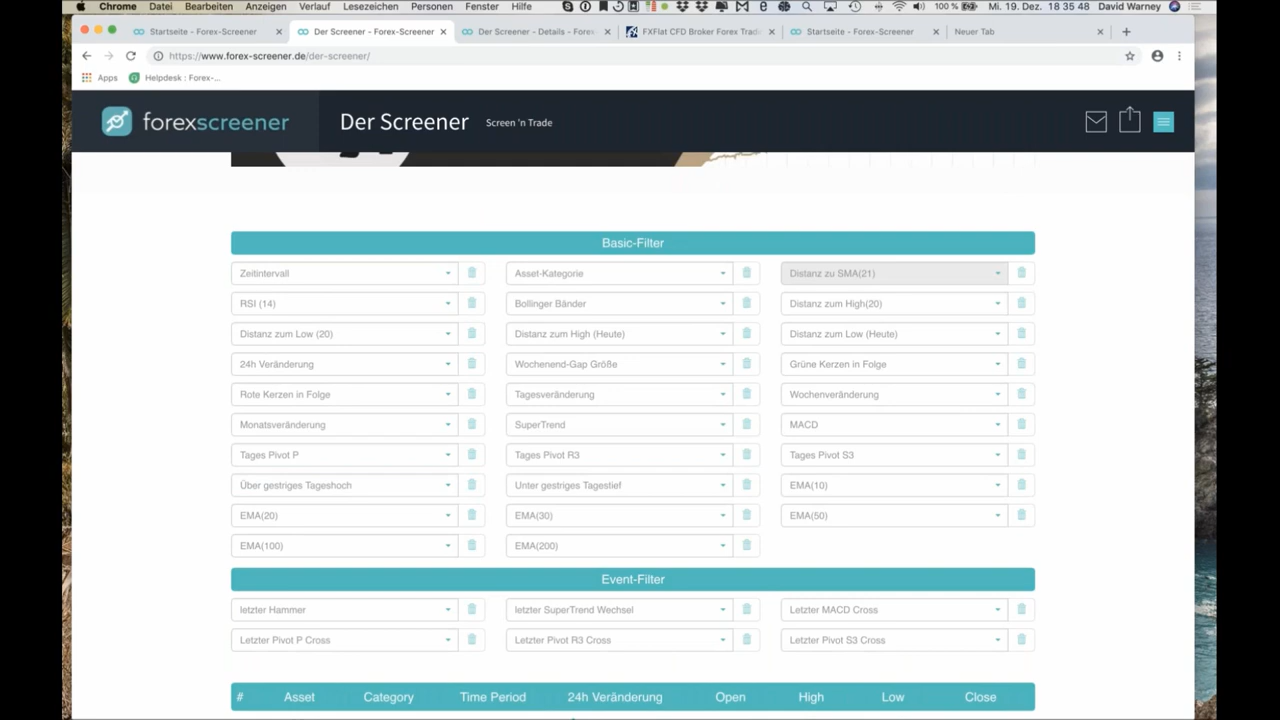 Chrome Datei Bearbeiten Anzeigen Verlauf Lesezeichen Personen Fenster Hilfe 100 % Mi. 19. Dez. 18 35 48 David Warney
Startseite - Forex-Screener Der Screener - Forex-Screener Der Screener - Details - Forex- FXFlat CFD Broker Forex Trad Startseite - Forex-Screener Neuer Tab
https://www.forex-screener.de/der-screener/
Apps Helpdesk : Forex-...
forexscreener Der Screener Screen 'n Trade
Basic-Filter
Zeitintervall Asset-Kategorie Distanz zu SMA(21)
RSI (14) Bollinger Bänder Distanz zum High(20)
Distanz zum Low (20) Distanz zum High (Heute) Distanz zum Low (Heute)
24h Veränderung Wochenend-Gap Größe Grüne Kerzen in Folge
Rote Kerzen in Folge Tagesveränderung Wochenveränderung
Monatsveränderung SuperTrend MACD
Tages Pivot P Tages Pivot R3 Tages Pivot S3
Über gestriges Tageshoch Unter gestriges Tagestief EMA(10)
EMA(20) EMA(30) EMA(50)
EMA(100) EMA(200)
Event-Filter
letzter Hammer letzter SuperTrend Wechsel Letzter MACD Cross
Letzter Pivot P Cross Letzter Pivot R3 Cross Letzter Pivot S3 Cross
# Asset Category Time Period 24h Veränderung Open High Low Close